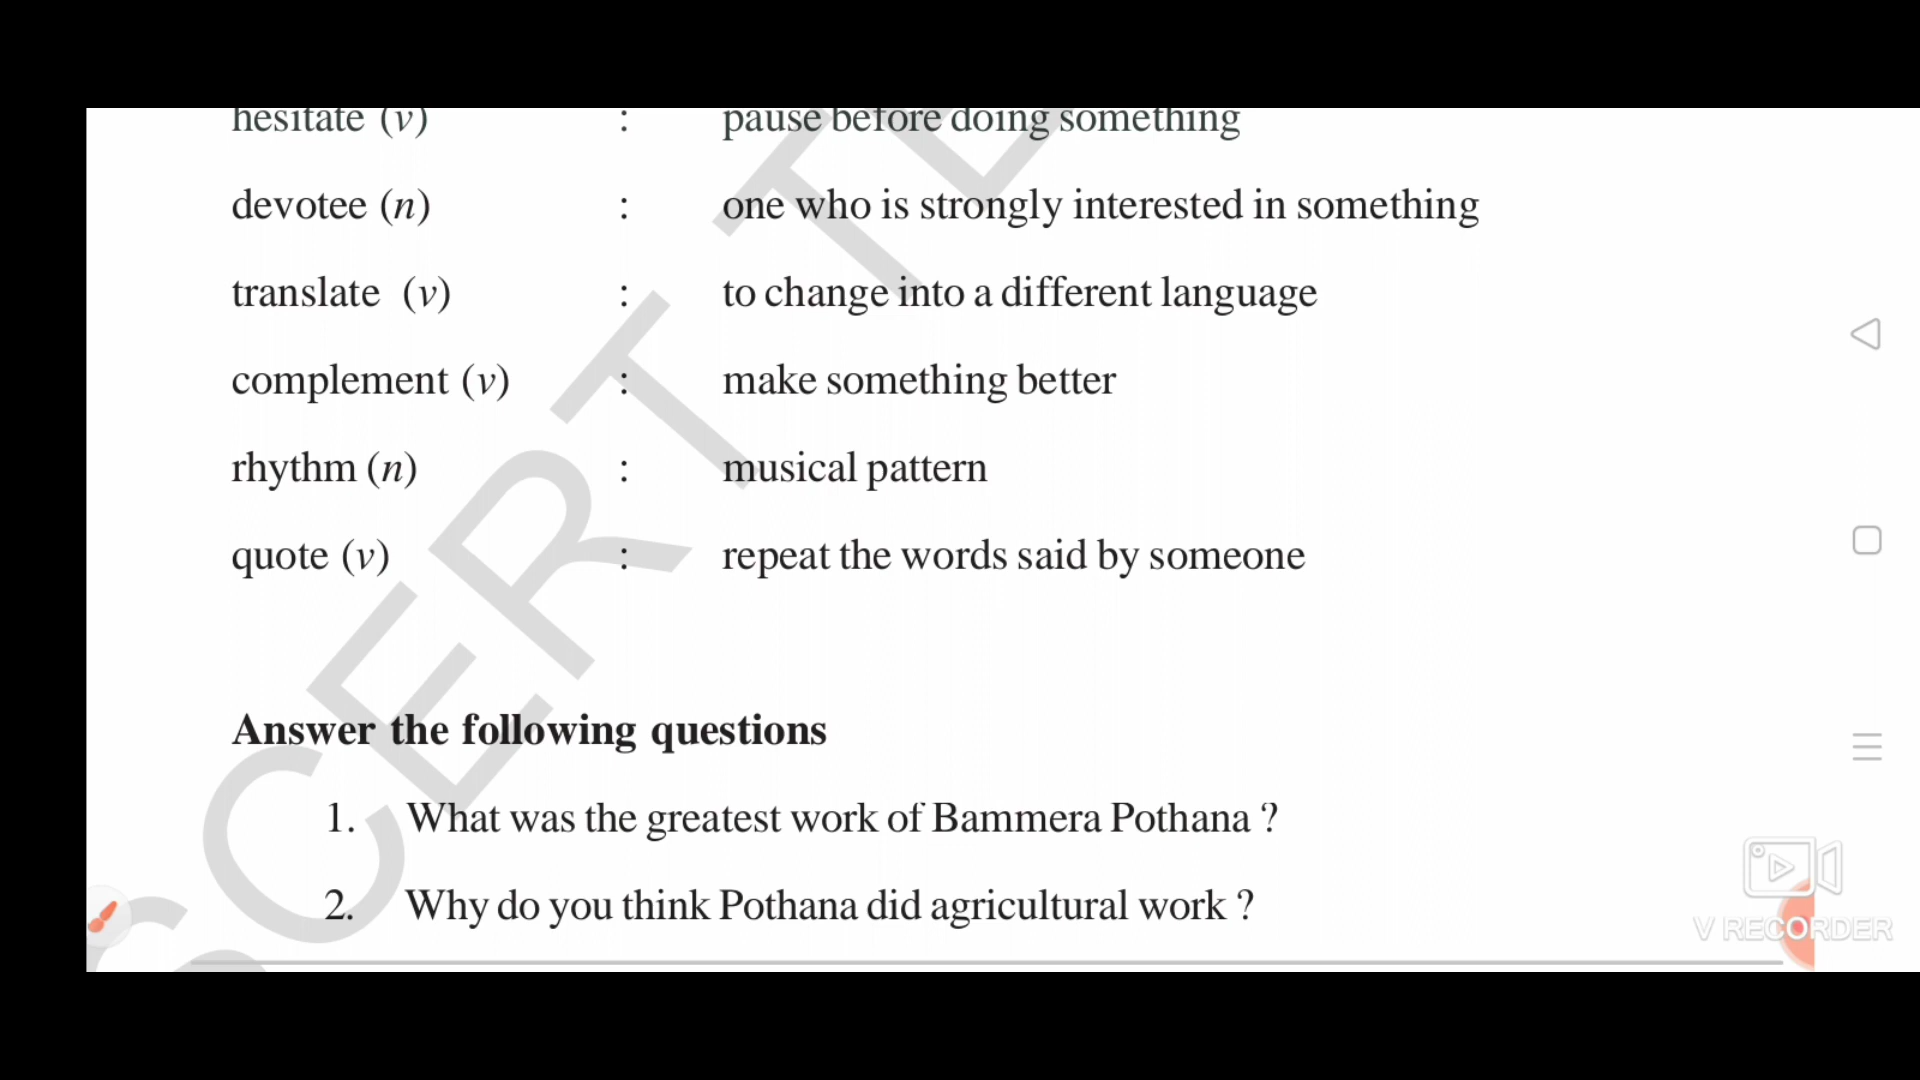 hesitate (v) : pause before doing something
devotee (n) : one who is strongly interested in something
translate (v) : to change into a different language
complement (v) : make something better
rhythm (n) : musical pattern
quote (v) : repeat the words said by someone
Answer the following questions
1. What was the greatest work of Bammera Pothana ?
2. Why do you think Pothana did agricultural work ?
SCERT TE
V RECORDER